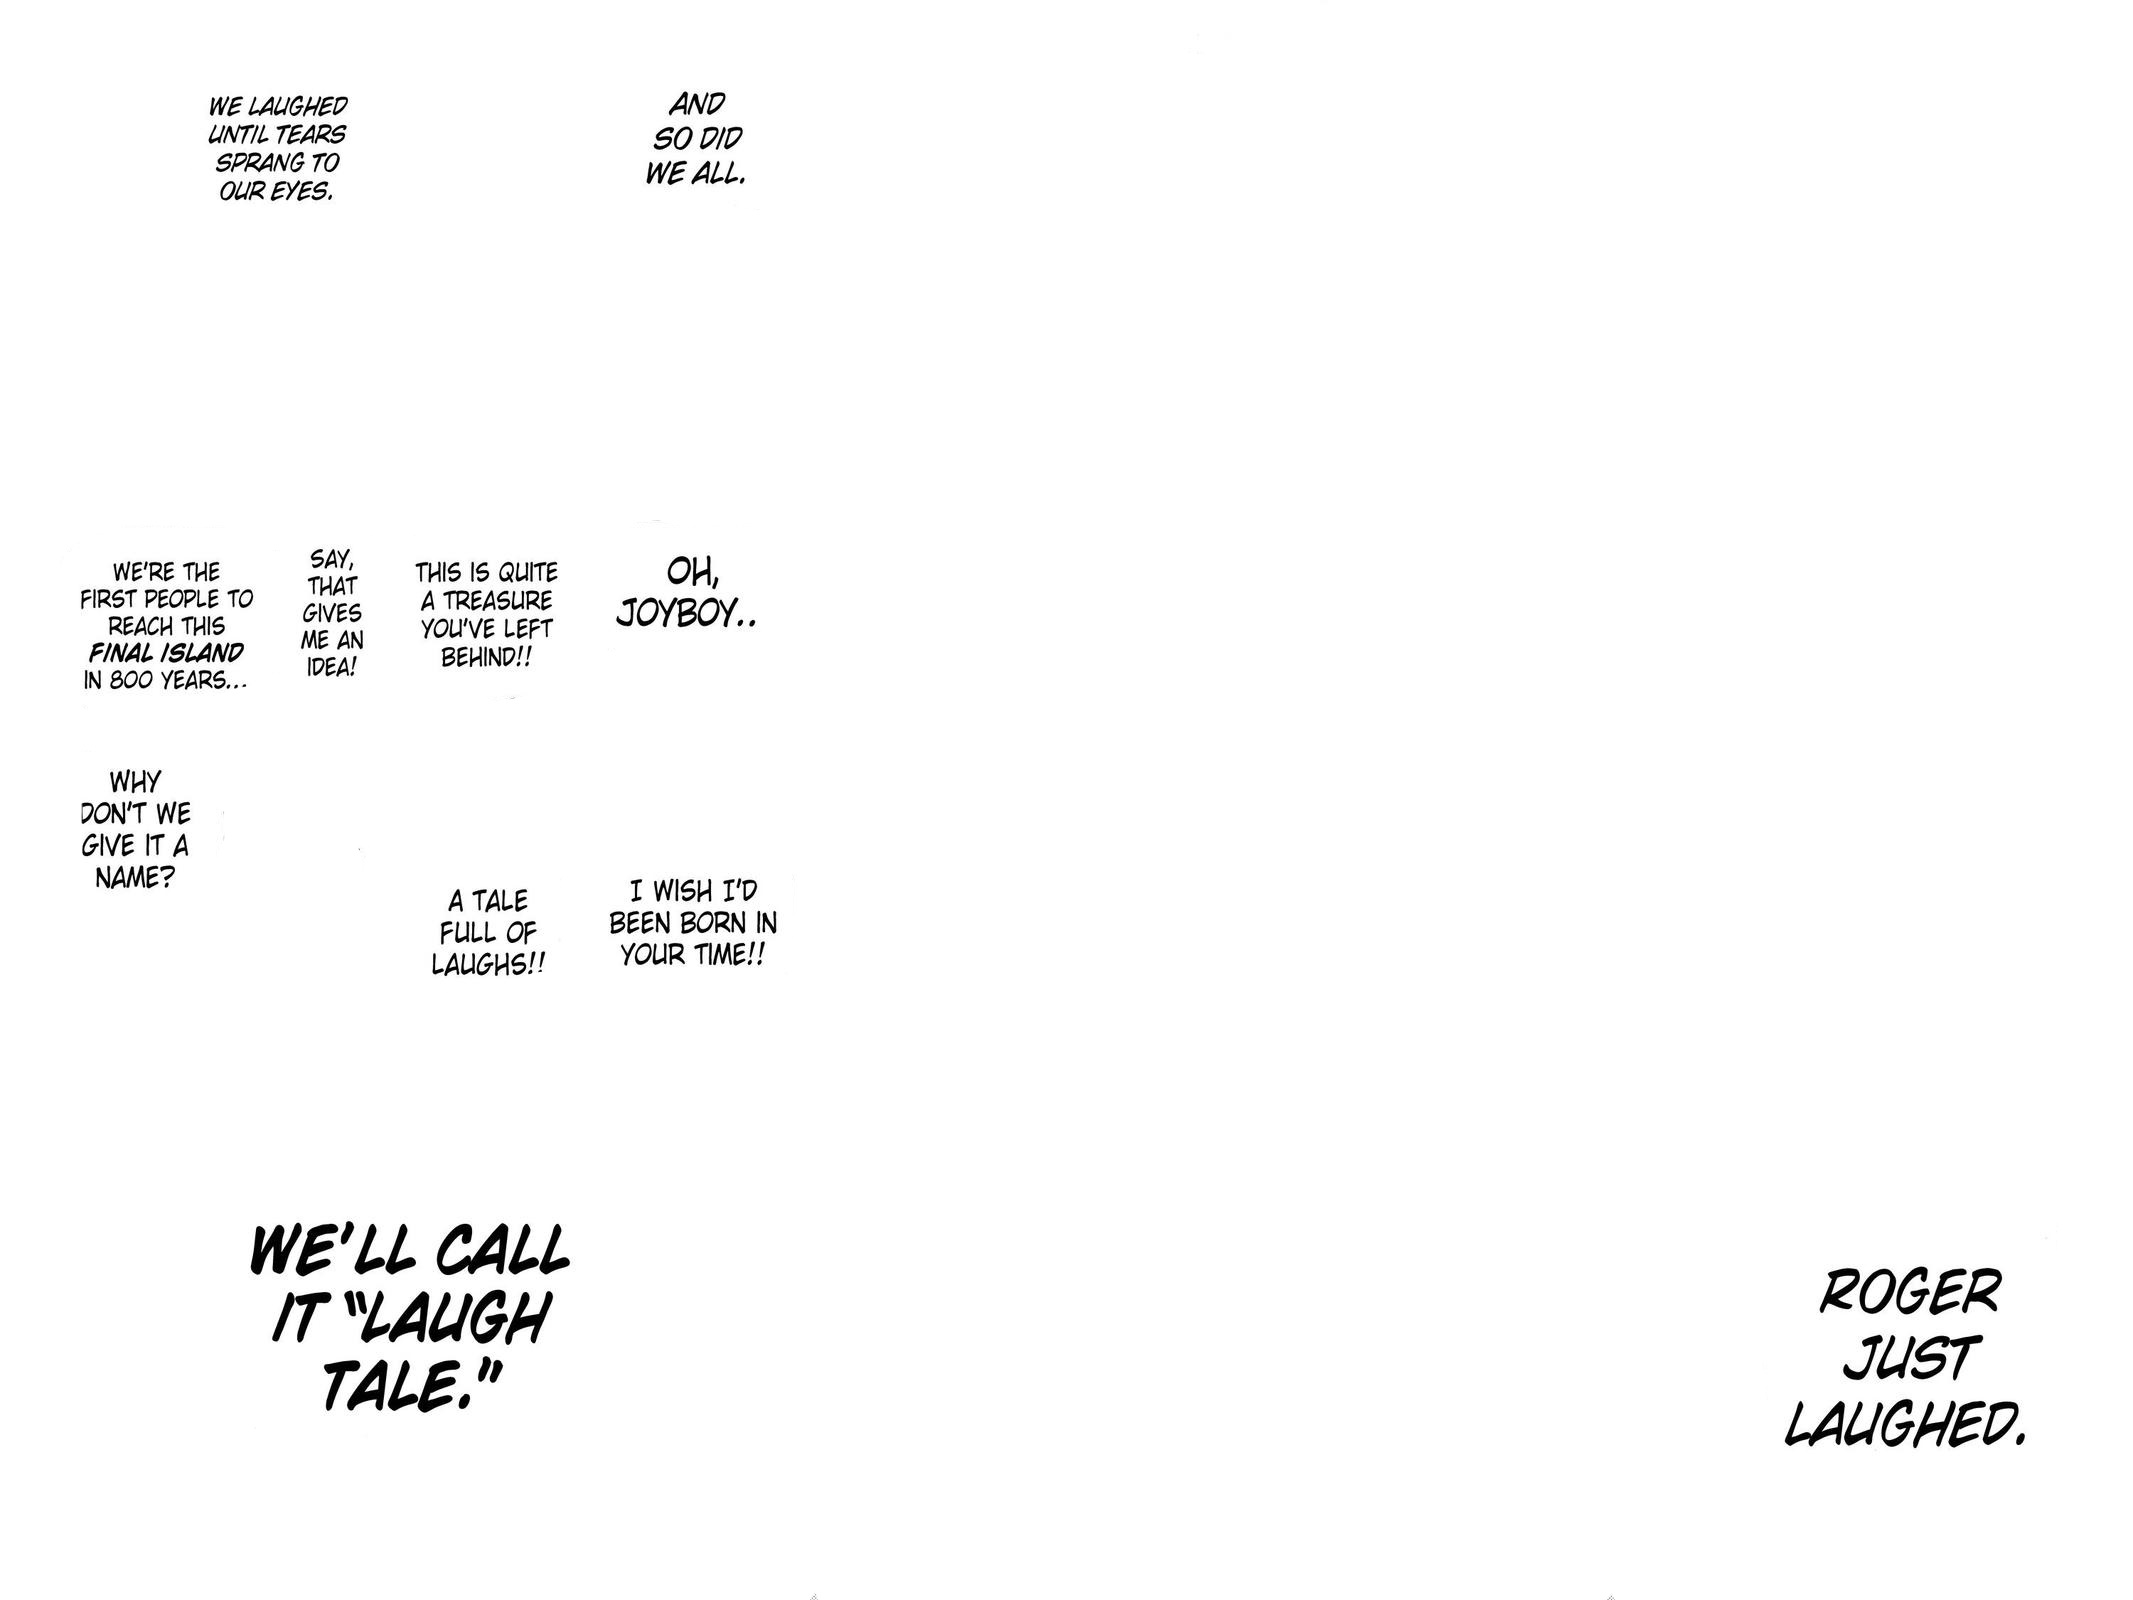 ROGER
JUST
LAUGHED.
AND
SO DID
WE ALL.
WE LAUGHED
UNTIL TEARS
SPRANG TO
OUR EYES.
OH,
JOYBOY..
THIS IS QUITE
A TREASURE
YOU'VE LEFT
BEHIND!!
SAY,
THAT
GIVES
ME AN
IDEA!
WE'RE THE
FIRST PEOPLE TO
REACH THIS
FINAL ISLAND
IN 800 YEARS...
WHY
DON'T WE
GIVE IT A
NAME?
I WISH I'D
BEEN BORN IN
YOUR TIME!!
A TALE
FULL OF
LAUGHS!!
WE'LL CALL
IT "LAUGH
TALE."